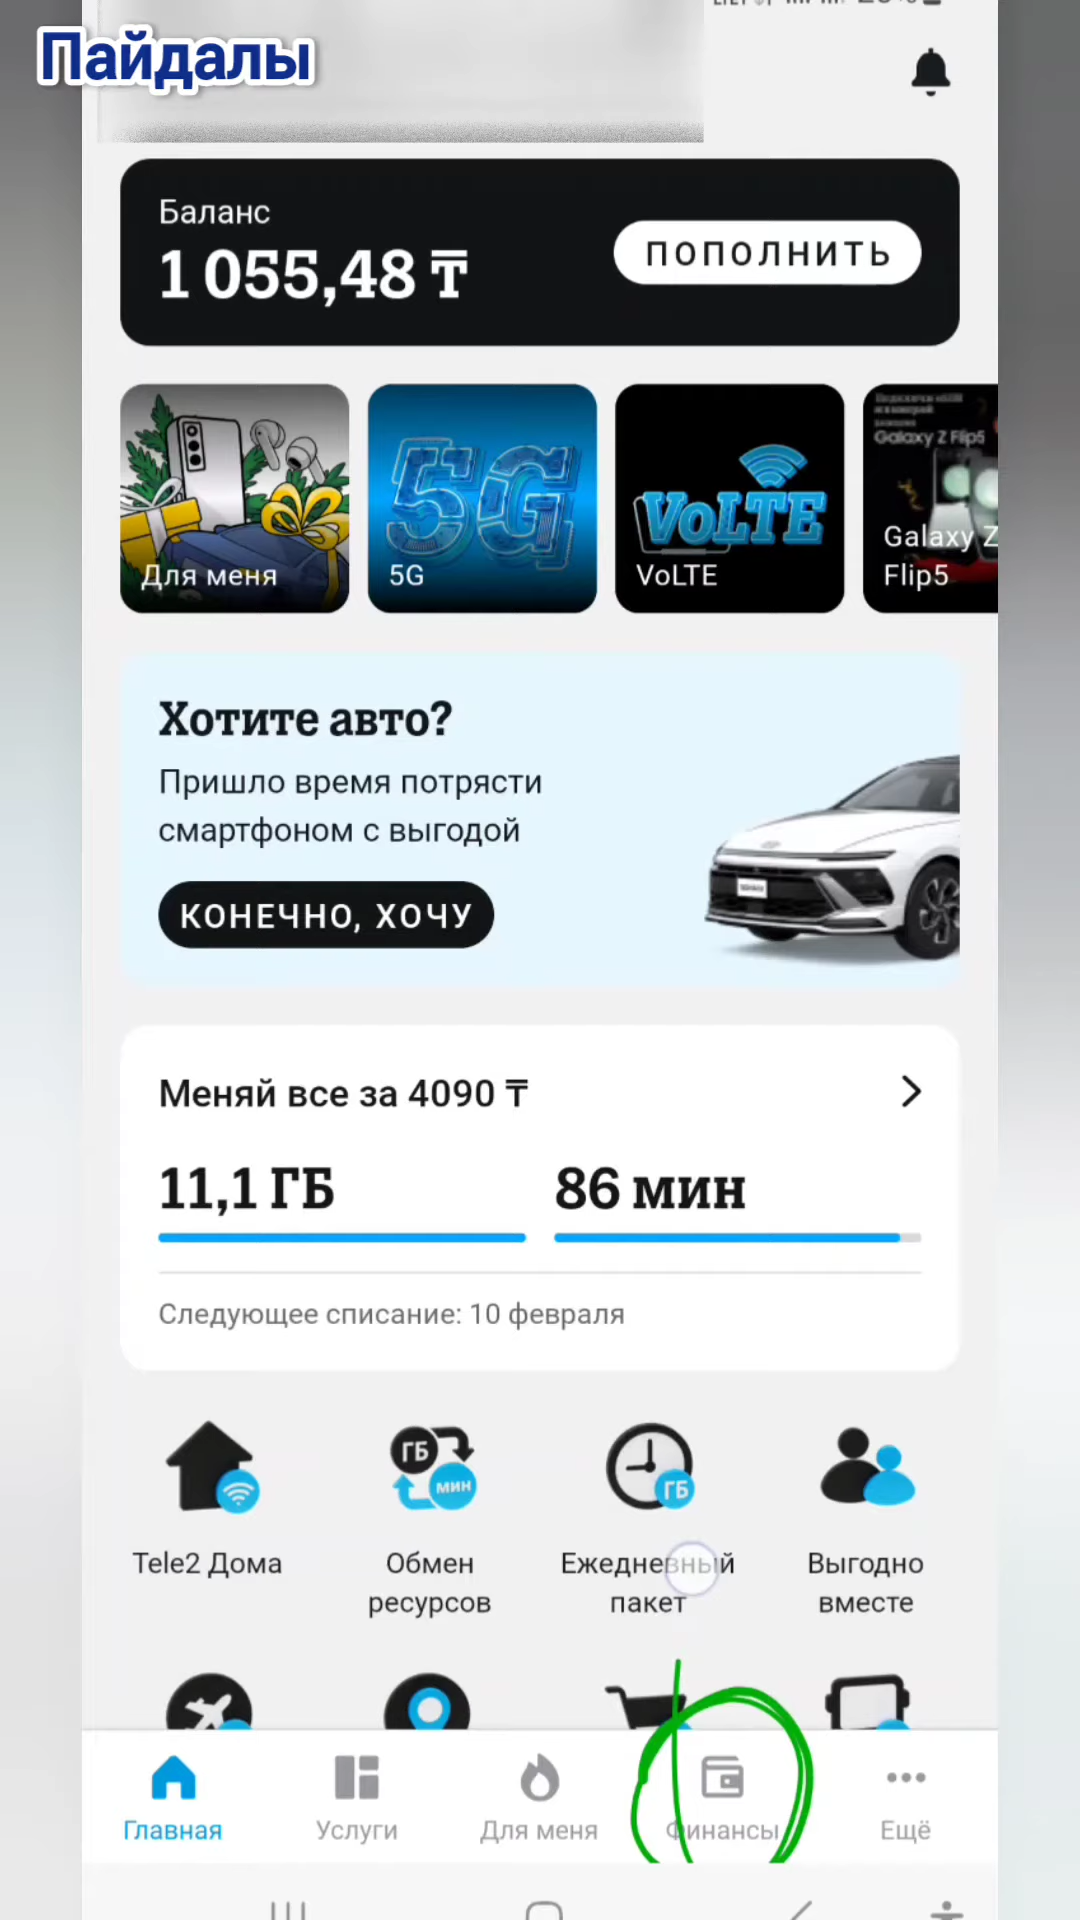 Пайдалы
Баланс
1 055,48 ₸
ПОПОЛНИТЬ
Для меня
5G
5G
VoLTE
VoLTE
Galaxy Z Flip5
Galaxy Z
Flip5
Хотите авто?
Пришло время потрясти
смартфоном с выгодой
КОНЕЧНО, ХОЧУ
Меняй все за 4090 ₸
11,1 ГБ
86 мин
Следующее списание: 10 февраля
ГБ
мин
ГБ
Tele2 Дома
Обмен
ресурсов
Ежедневный
пакет
Выгодно
вместе
Главная
Услуги
Для меня
Финансы
Ещё